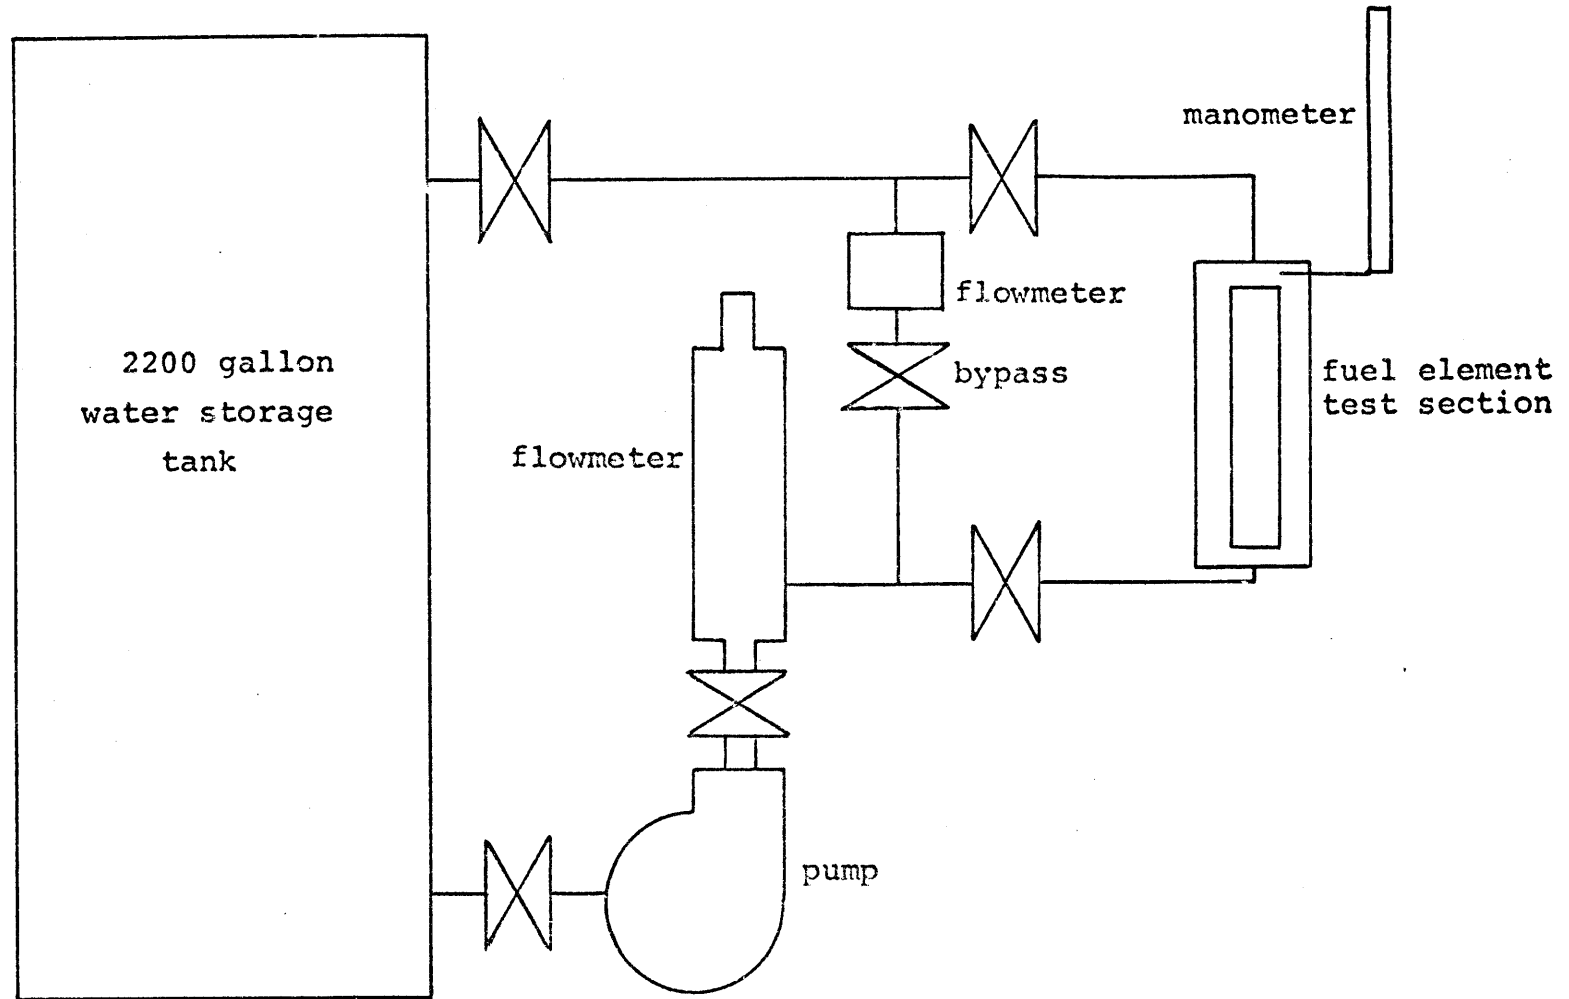 manometer
flowmeter
bypass
2200 gallon
water storage
tank
flowmeter
fuel element
test section
pump